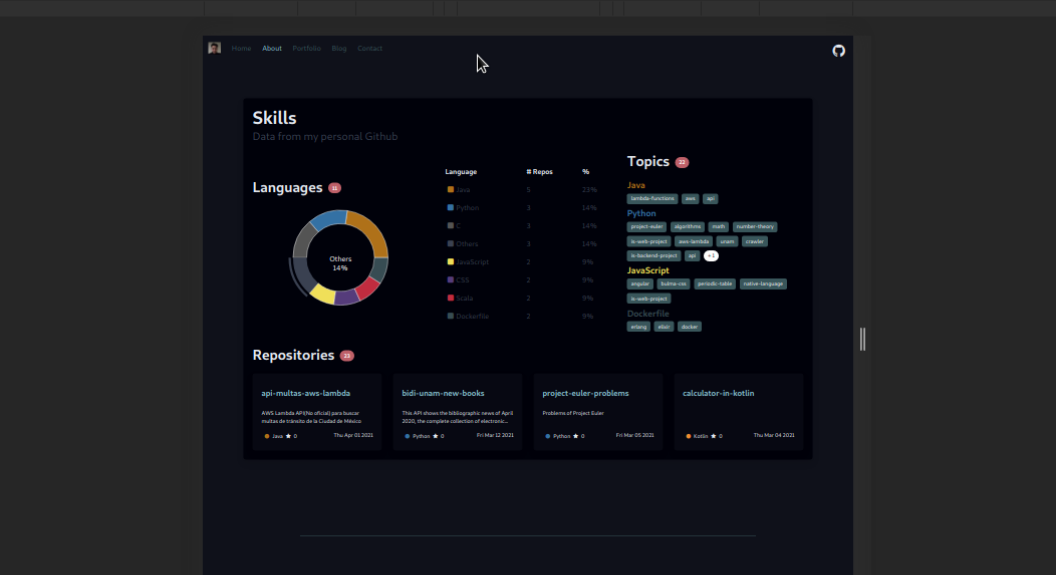 Home About Portfolio Blog Contact
Skills
Data from my personal Github
Languages 11
Others
14%
Language # Repos %
Java 5 23%
Python 3 14%
C 3 14%
Others 3 14%
JavaScript 2 9%
CSS 2 9%
Scala 2 9%
Dockerfile 2 9%
Topics 22
Java
lambda-functions aws api
Python
project-euler algorithms math number-theory
is-web-project aws-lambda unam crawler
is-backend-project api +1
JavaScript
angular bulma-css periodic-table native-language
is-web-project
Dockerfile
erlang elixir docker
Repositories 23
api-multas-aws-lambda
AWS Lambda API(No oficial) para buscar
multas de tránsito de la Ciudad de México
Java ★ 0 Thu Apr 01 2021
bidi-unam-new-books
This API shows the bibliographic news of April
2020, the complete collection of electronic...
Python ★ 0 Fri Mar 12 2021
project-euler-problems
Problems of Project Euler
Python ★ 0 Fri Mar 05 2021
calculator-in-kotlin
Kotlin ★ 0 Thu Mar 04 2021